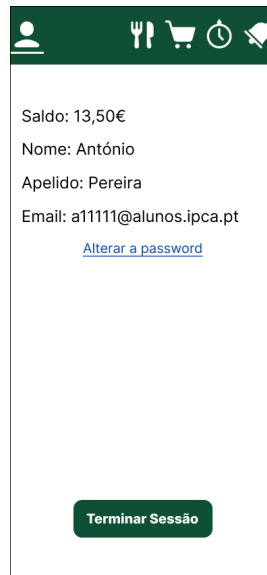 Saldo: 13,50€
Nome: António
Apelido: Pereira
Email: a11111@alunos.ipca.pt
Alterar a password
Terminar Sessão